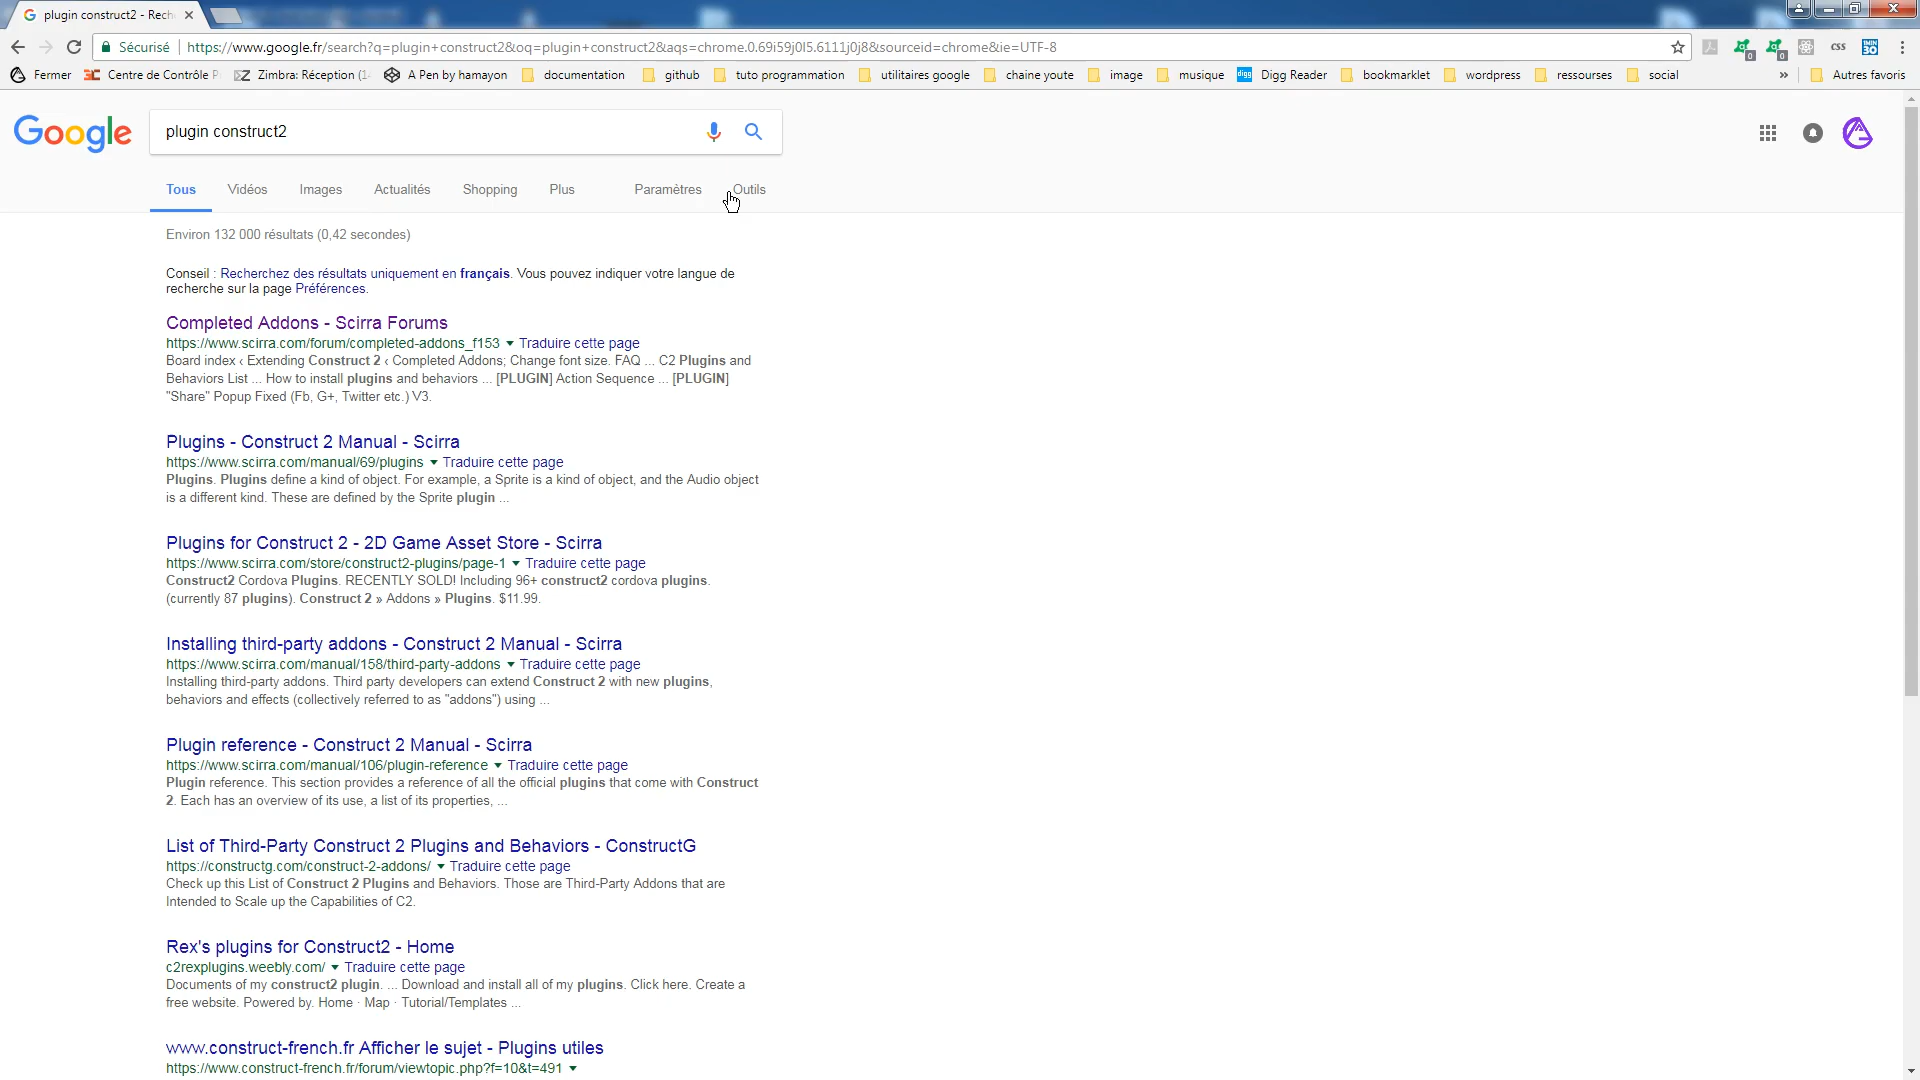 plugin construct2 - Rech
Sécurisé https://www.google.fr/search?q=plugin+construct2&oq=plugin+construct2&aqs=chrome.0.69i59j0l5.6111j0j8&sourceid=chrome&ie=UTF-8
Fermer Centre de Contrôle P Zimbra: Réception (1 A Pen by hamayon documentation github tuto programmation utilitaires google chaine youte image musique Digg Reader bookmarklet wordpress ressourses social » Autres favoris
Google plugin construct2
Tous Vidéos Images Actualités Shopping Plus Paramètres Outils
Environ 132 000 résultats (0,42 secondes)
Conseil : Recherchez des résultats uniquement en français. Vous pouvez indiquer votre langue de
recherche sur la page Préférences.
Completed Addons - Scirra Forums
https://www.scirra.com/forum/completed-addons_f153 Traduire cette page
Board index ‹ Extending Construct 2 ‹ Completed Addons; Change font size. FAQ ... C2 Plugins and
Behaviors List ... How to install plugins and behaviors ... [PLUGIN] Action Sequence ... [PLUGIN]
"Share" Popup Fixed (Fb, G+, Twitter etc.) V3.
Plugins - Construct 2 Manual - Scirra
https://www.scirra.com/manual/69/plugins Traduire cette page
Plugins. Plugins define a kind of object. For example, a Sprite is a kind of object, and the Audio object
is a different kind. These are defined by the Sprite plugin ...
Plugins for Construct 2 - 2D Game Asset Store - Scirra
https://www.scirra.com/store/construct2-plugins/page-1 Traduire cette page
Construct2 Cordova Plugins. RECENTLY SOLD! Including 96+ construct2 cordova plugins.
(currently 87 plugins). Construct 2 » Addons » Plugins. $11.99.
Installing third-party addons - Construct 2 Manual - Scirra
https://www.scirra.com/manual/158/third-party-addons Traduire cette page
Installing third-party addons. Third party developers can extend Construct 2 with new plugins,
behaviors and effects (collectively referred to as "addons") using ...
Plugin reference - Construct 2 Manual - Scirra
https://www.scirra.com/manual/106/plugin-reference Traduire cette page
Plugin reference. This section provides a reference of all the official plugins that come with Construct
2. Each has an overview of its use, a list of its properties, ...
List of Third-Party Construct 2 Plugins and Behaviors - ConstructG
https://constructg.com/construct-2-addons/ Traduire cette page
Check up this List of Construct 2 Plugins and Behaviors. Those are Third-Party Addons that are
Intended to Scale up the Capabilities of C2.
Rex's plugins for Construct2 - Home
c2rexplugins.weebly.com/ Traduire cette page
Documents of my construct2 plugin. ... Download and install all of my plugins. Click here. Create a
free website. Powered by. Home · Map · Tutorial/Templates ...
www.construct-french.fr Afficher le sujet - Plugins utiles
https://www.construct-french.fr/forum/viewtopic.php?f=10&t=491